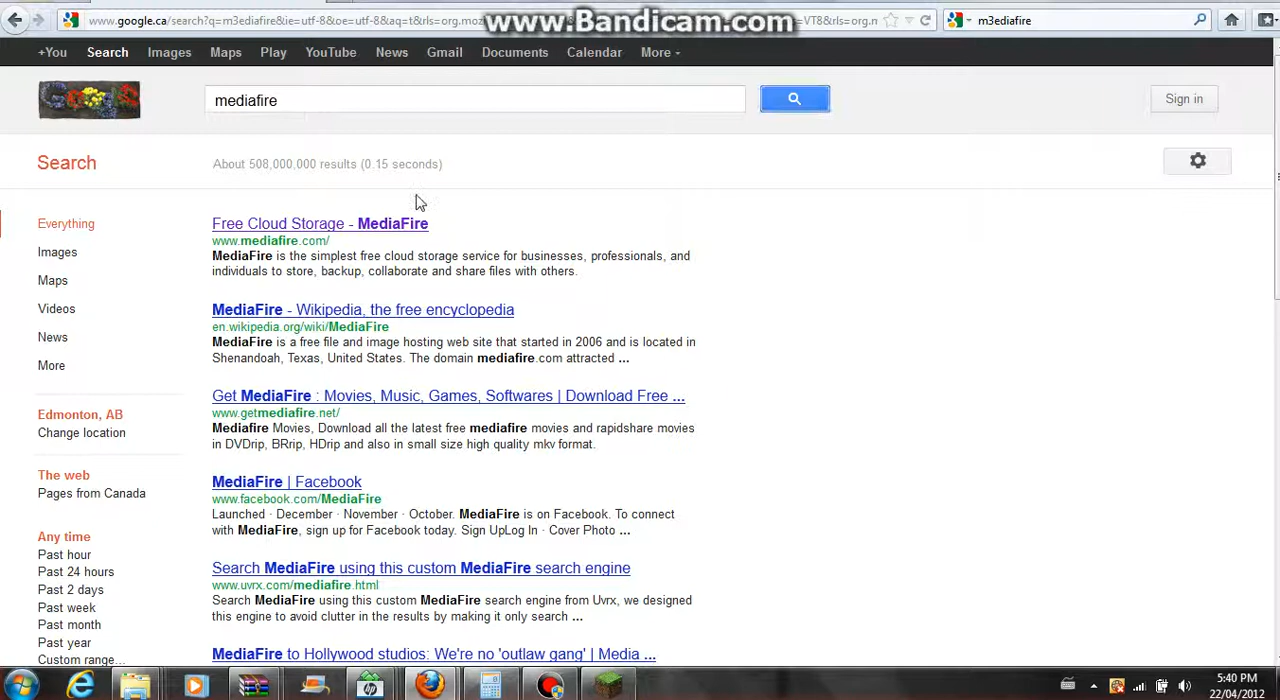 www.Bandicam.com
www.google.ca/search?q=m3ediafire&ie=utf-8&oe=utf-8&aq=t&rls=org.moz =VT8&rls=org.n
m3ediafire
+You Search Images Maps Play YouTube News Gmail Documents Calendar More
mediafire
Sign in
Search
About 508,000,000 results (0.15 seconds)
Everything
Images
Maps
Videos
News
More
Edmonton, AB
Change location
The web
Pages from Canada
Any time
Past hour
Past 24 hours
Past 2 days
Past week
Past month
Past year
Custom range...
Free Cloud Storage - MediaFire
www.mediafire.com/
MediaFire is the simplest free cloud storage service for businesses, professionals, and
individuals to store, backup, collaborate and share files with others.
MediaFire - Wikipedia, the free encyclopedia
en.wikipedia.org/wiki/MediaFire
MediaFire is a free file and image hosting web site that started in 2006 and is located in
Shenandoah, Texas, United States. The domain mediafire.com attracted ...
Get MediaFire : Movies, Music, Games, Softwares | Download Free ...
www.getmediafire.net/
Mediafire Movies, Download all the latest free mediafire movies and rapidshare movies
in DVDrip, BRrip, HDrip and also in small size high quality mkv format.
MediaFire | Facebook
www.facebook.com/MediaFire
Launched · December · November · October. MediaFire is on Facebook. To connect
with MediaFire, sign up for Facebook today. Sign UpLog In · Cover Photo ...
Search MediaFire using this custom MediaFire search engine
www.uvrx.com/mediafire.html
Search MediaFire using this custom MediaFire search engine from Uvrx, we designed
this engine to avoid clutter in the results by making it only search ...
MediaFire to Hollywood studios: We're no 'outlaw gang' | Media ...
5:40 PM
22/04/2012